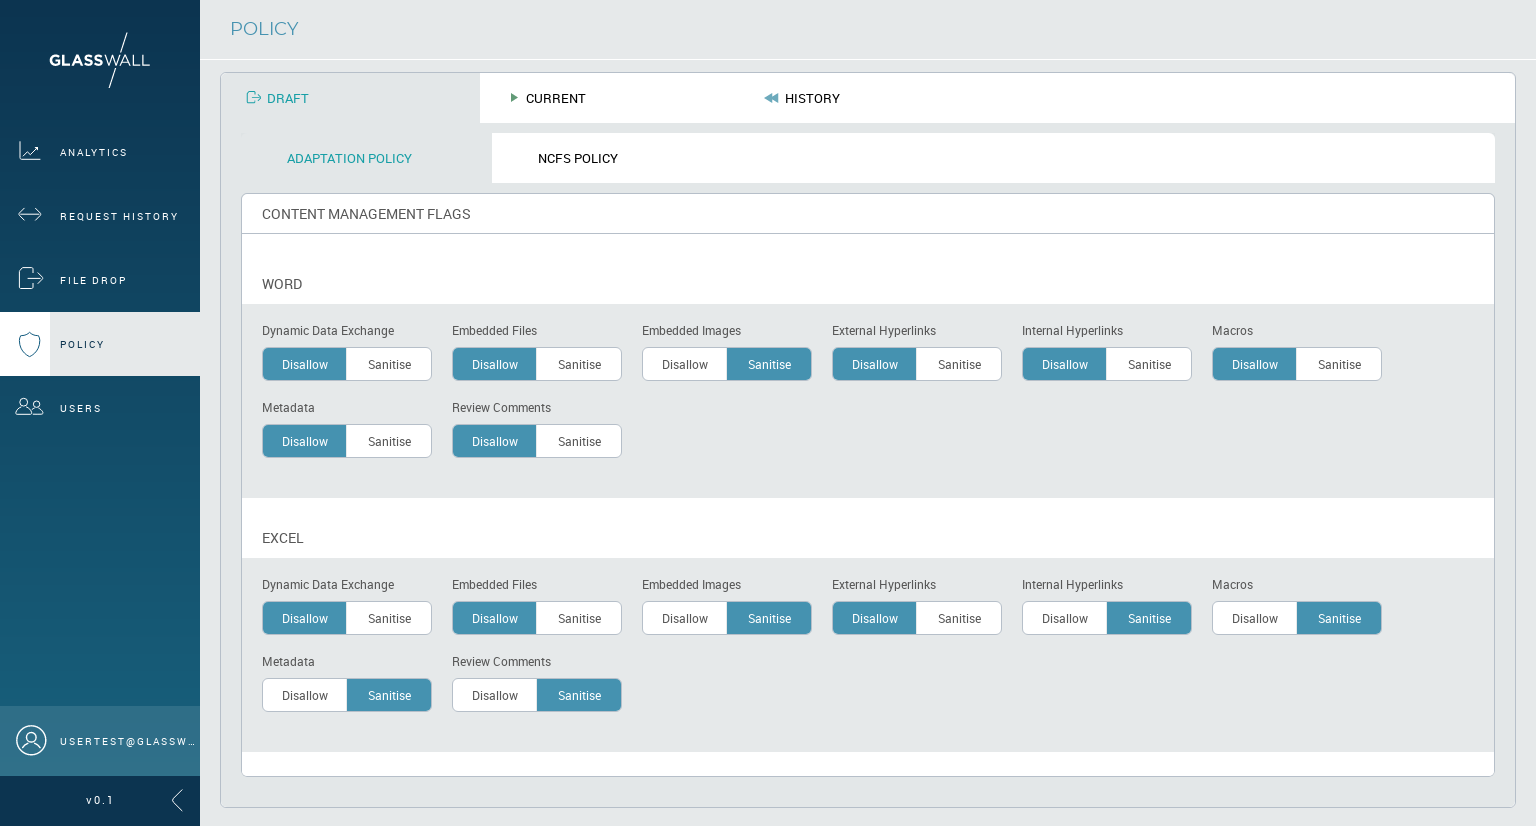 GLASSWALL
ANALYTICS
REQUEST HISTORY
FILE DROP
POLICY
USERS
USERTEST@GLASSW...
v0.1
POLICY
DRAFT CURRENT HISTORY
ADAPTATION POLICY NCFS POLICY
CONTENT MANAGEMENT FLAGS
WORD
Dynamic Data Exchange Embedded Files Embedded Images External Hyperlinks Internal Hyperlinks Macros
Disallow Sanitise Disallow Sanitise Disallow Sanitise Disallow Sanitise Disallow Sanitise Disallow Sanitise
Metadata Review Comments
Disallow Sanitise Disallow Sanitise
EXCEL
Dynamic Data Exchange Embedded Files Embedded Images External Hyperlinks Internal Hyperlinks Macros
Disallow Sanitise Disallow Sanitise Disallow Sanitise Disallow Sanitise Disallow Sanitise Disallow Sanitise
Metadata Review Comments
Disallow Sanitise Disallow Sanitise